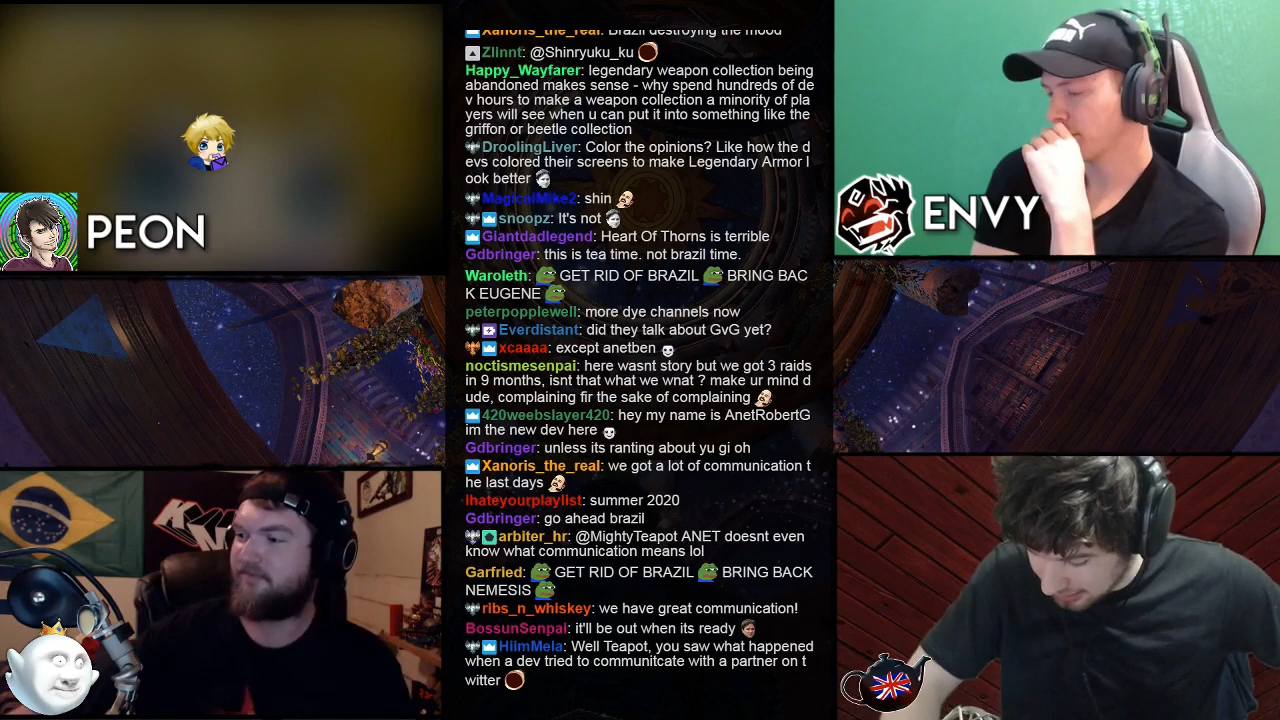 Xanoris_the_real: Brazil destroying the mood
Zllnnt: @Shinryuku_ku
Happy_Wayfarer: legendary weapon collection being
abandoned makes sense - why spend hundreds of de
v hours to make a weapon collection a minority of pla
yers will see when u can put it into something like the
griffon or beetle collection
DroolingLiver: Color the opinions? Like how the d
evs colored their screens to make Legendary Armor l
ook better
MagicalMike2: shin
snoopz: It's not
Giantdadlegend: Heart Of Thorns is terrible
Gdbringer: this is tea time. not brazil time.
Waroleth: GET RID OF BRAZIL BRING BAC
K EUGENE
peterpopplewell: more dye channels now
Everdistant: did they talk about GvG yet?
xcaaaa: except anetben
noctismesenpai: here wasnt story but we got 3 raids
in 9 months, isnt that what we wnat ? make ur mind d
ude, complaining fir the sake of complaining
420weebslayer420: hey my name is AnetRobertG
im the new dev here
Gdbringer: unless its ranting about yu gi oh
Xanoris_the_real: we got a lot of communication t
he last days
Ihateyourplaylist: summer 2020
Gdbringer: go ahead brazil
arbiter_hr: @MightyTeapot ANET doesnt even
know what communication means lol
Garfried: GET RID OF BRAZIL BRING BACK
NEMESIS
ribs_n_whiskey: we have great communication!
BossunSenpai: it'll be out when its ready
HiimMela: Well Teapot, you saw what happened
when a dev tried to communitcate with a partner on t
witter
PEON
ENVY